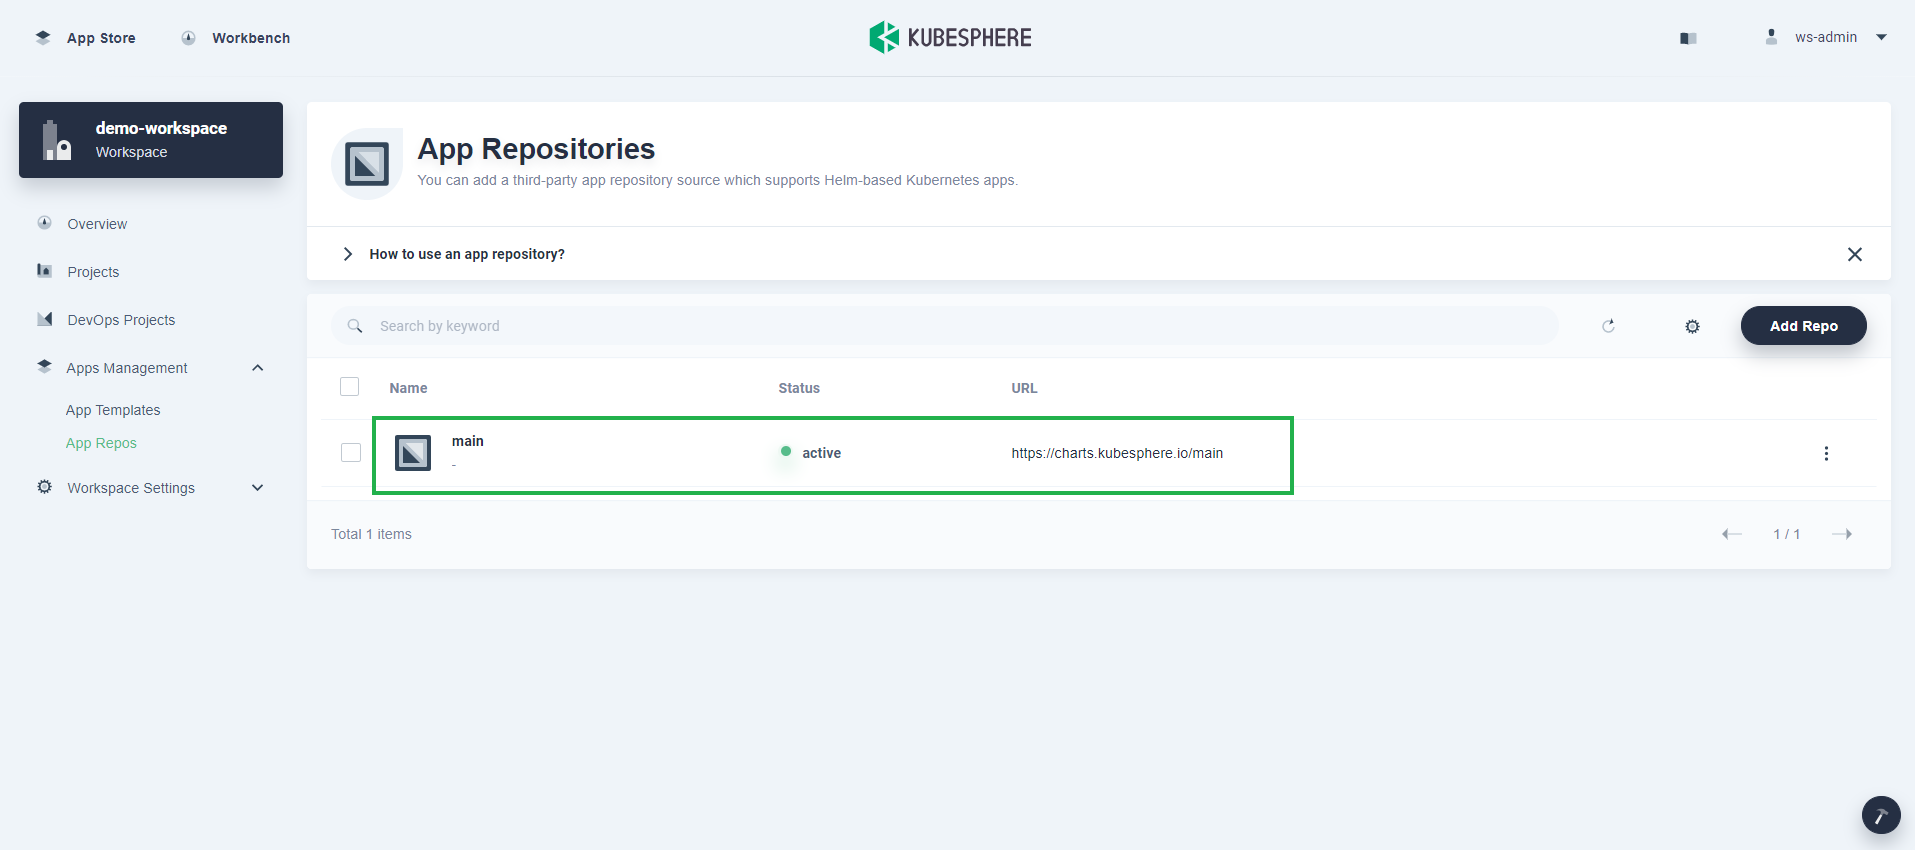 App Store
Workbench
KUBESPHERE
ws-admin
demo-workspace
Workspace
Overview
Projects
DevOps Projects
Apps Management
App Templates
App Repos
Workspace Settings
App Repositories
You can add a third-party app repository source which supports Helm-based Kubernetes apps.
How to use an app repository?
Search by keyword
Add Repo
Name Status URL
main
-
active
https://charts.kubesphere.io/main
Total 1 items
1 / 1